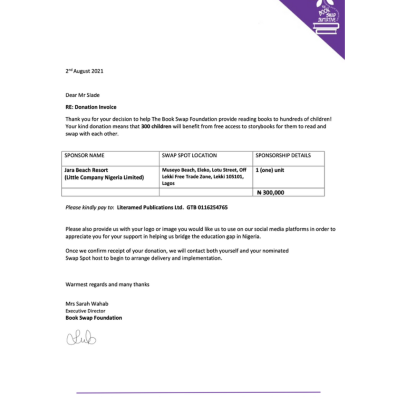 BOOK SWAP
INITIATIVE
2nd August 2021
Dear Mr Slade
RE: Donation Invoice
Thank you for your decision to help The Book Swap Foundation provide reading books to hundreds of children!
Your kind donation means that 300 children will benefit from free access to storybooks for them to read and
swap with each other.
SPONSOR NAME SWAP SPOT LOCATION SPONSORSHIP DETAILS
Jara Beach Resort Museyo Beach, Eleko, Lotu Street, Off 1 (one) unit
(Little Company Nigeria Limited) Lekki Free Trade Zone, Lekki 105101,
Lagos
₦ 300,000
Please kindly pay to: Literamed Publications Ltd. GTB 0116254765
Please also provide us with your logo or image you would like us to use on our social media platforms in order to
appreciate you for your support in helping us bridge the education gap in Nigeria.
Once we confirm receipt of your donation, we will contact both yourself and your nominated
Swap Spot host to begin to arrange delivery and implementation.
Warmest regards and many thanks
Mrs Sarah Wahab
Executive Director
Book Swap Foundation